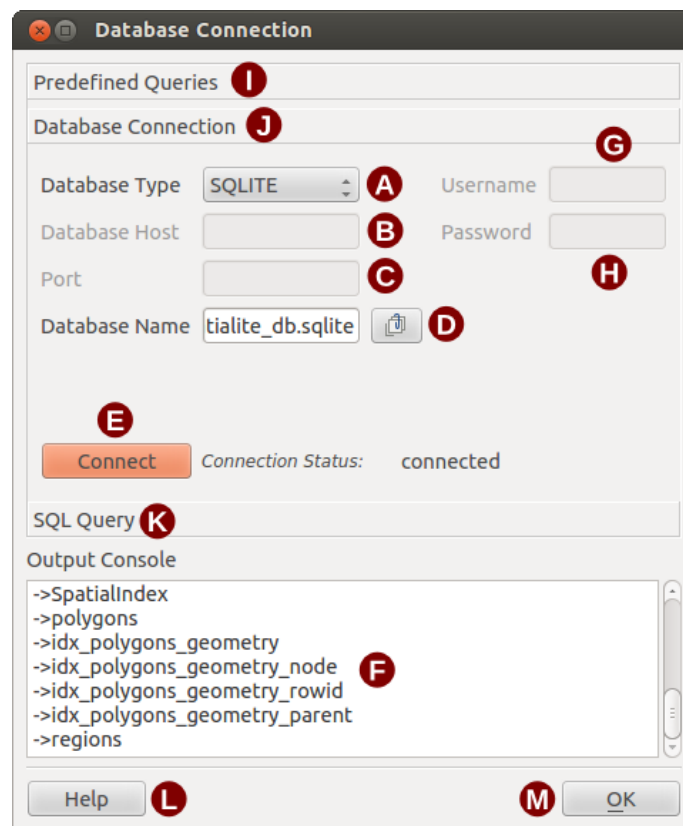 Database Connection
Predefined Queries I
Database Connection J
G
Database Type SQLITE A Username
Database Host B Password
Port C H
Database Name tialite_db.sqlite D
E
Connect Connection Status: connected
SQL Query K
Output Console
->SpatialIndex
->polygons
->idx_polygons_geometry
->idx_polygons_geometry_node F
->idx_polygons_geometry_rowid
->idx_polygons_geometry_parent
->regions
Help L M OK